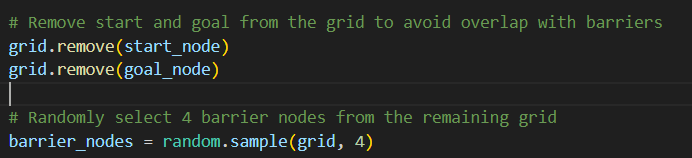 # Remove start and goal from the grid to avoid overlap with barriers
grid.remove(start_node)
grid.remove(goal_node)
# Randomly select 4 barrier nodes from the remaining grid
barrier_nodes = random.sample(grid, 4)